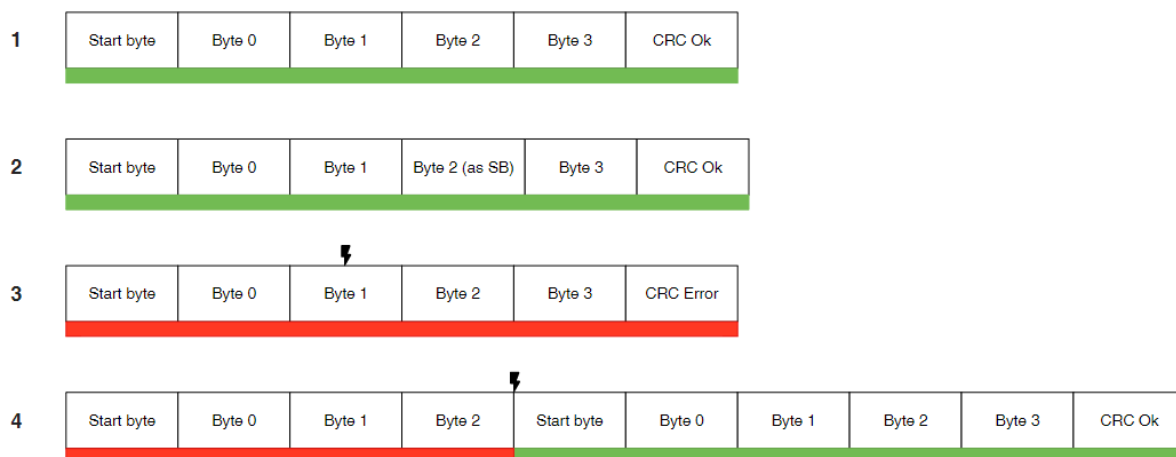 1 Start byte Byte 0 Byte 1 Byte 2 Byte 3 CRC Ok
2 Start byte Byte 0 Byte 1 Byte 2 (as SB) Byte 3 CRC Ok
3 Start byte Byte 0 Byte 1 Byte 2 Byte 3 CRC Error
4 Start byte Byte 0 Byte 1 Byte 2 Start byte Byte 0 Byte 1 Byte 2 Byte 3 CRC Ok